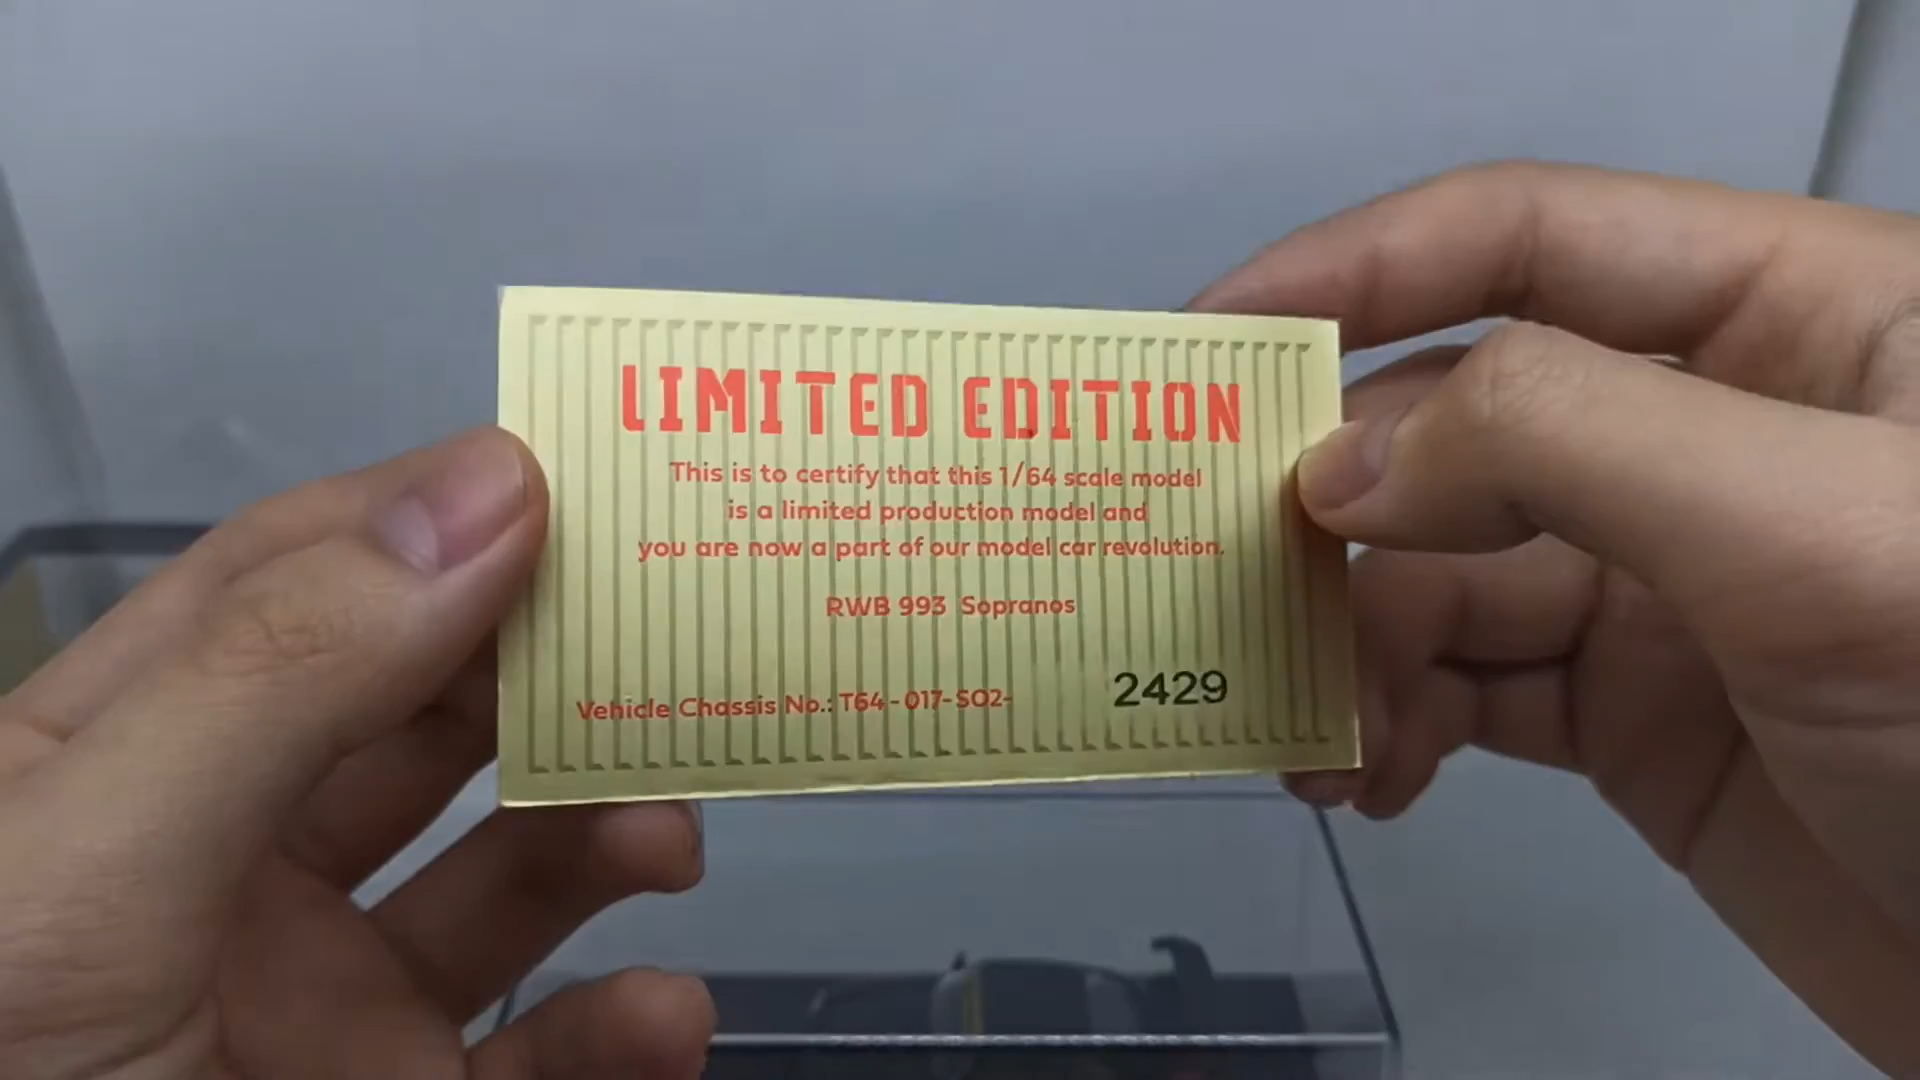 LIMITED EDITION
This is to certify that this 1/64 scale model
is a limited production model and
you are now a part of our model car revolution.
RWB 993 Sopranos
Vehicle Chassis No.: T64-017-SO2- 2429